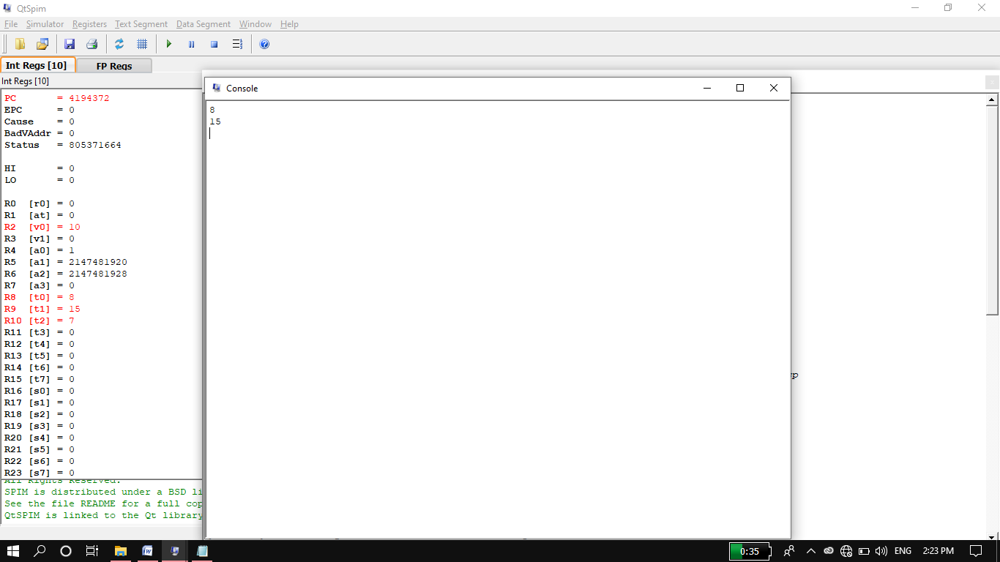 QtSpim
File Simulator Registers Text Segment Data Segment Window Help
Int Regs [10] FP Regs
Int Regs [10]
PC = 4194372
EPC = 0
Cause = 0
BadVAddr = 0
Status = 805371664
HI = 0
LO = 0
R0 [r0] = 0
R1 [at] = 0
R2 [v0] = 10
R3 [v1] = 0
R4 [a0] = 1
R5 [a1] = 2147481920
R6 [a2] = 2147481928
R7 [a3] = 0
R8 [t0] = 8
R9 [t1] = 15
R10 [t2] = 7
R11 [t3] = 0
R12 [t4] = 0
R13 [t5] = 0
R14 [t6] = 0
R15 [t7] = 0
R16 [s0] = 0
R17 [s1] = 0
R18 [s2] = 0
R19 [s3] = 0
R20 [s4] = 0
R21 [s5] = 0
R22 [s6] = 0
R23 [s7] = 0
All Rights Reserved.
SPIM is distributed under a BSD li
See the file README for a full cop
QtSPIM is linked to the Qt library
Console
8
15
0:35 ENG 2:23 PM